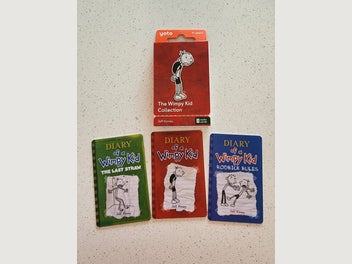 yoto
The Wimpy Kid
Collection
Jeff Kinney
DIARY
of a
Wimpy Kid
THE LAST STRAW
Jeff Kinney
DIARY
of a
Wimpy Kid
Jeff Kinney
DIARY
of a
Wimpy Kid
RODRICK RULES
Jeff Kinney